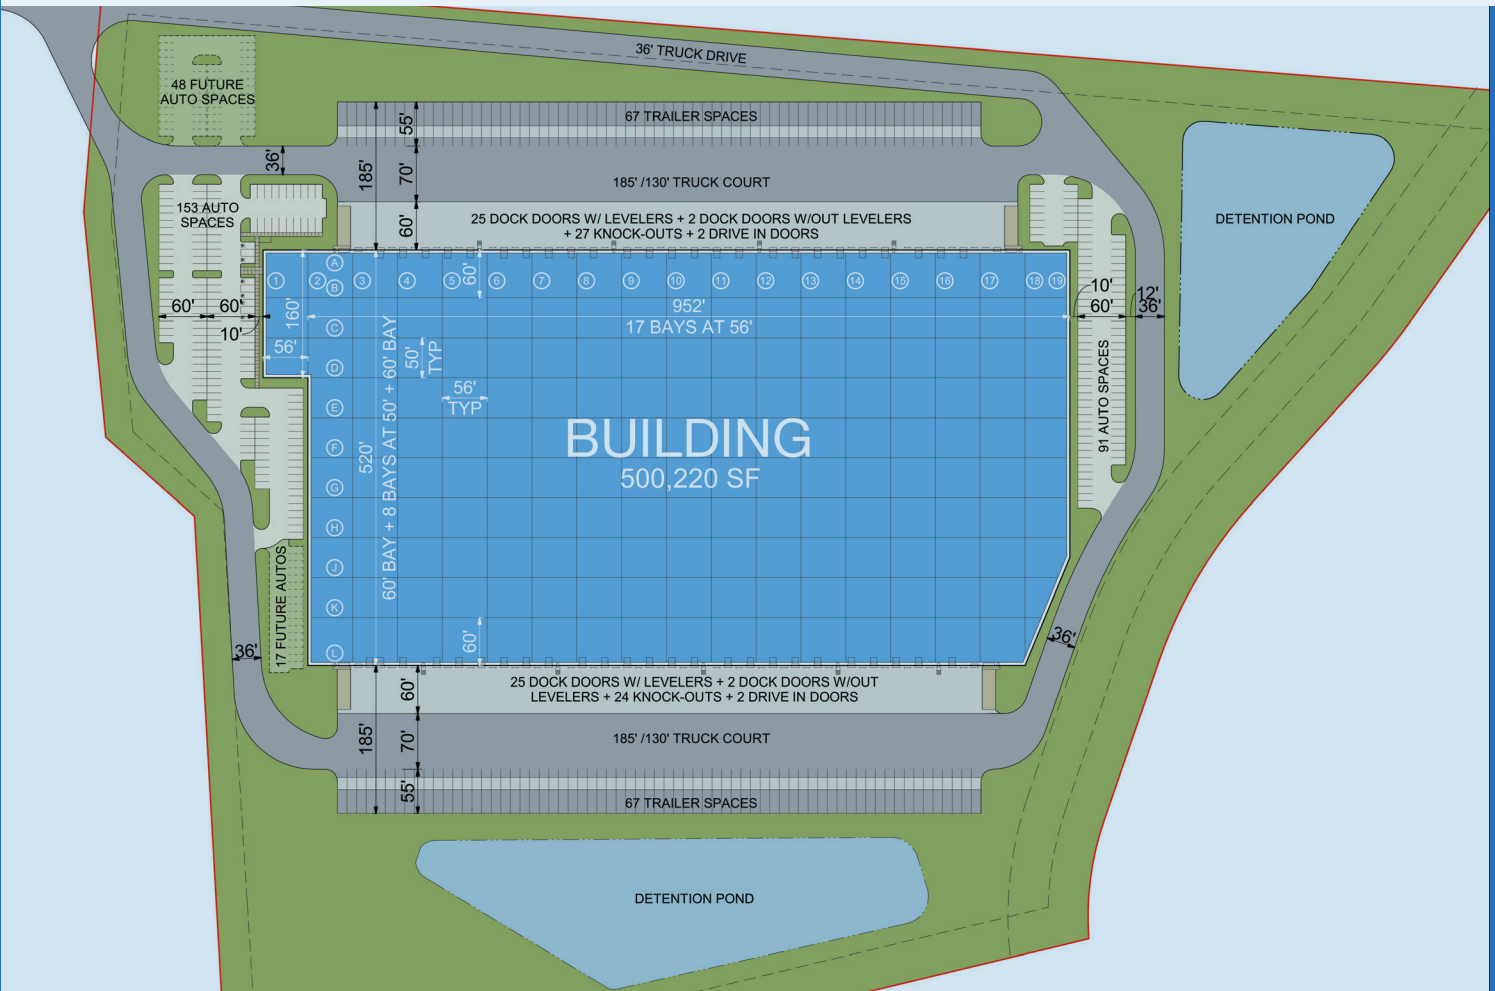 36' TRUCK DRIVE
48 FUTURE
AUTO SPACES
67 TRAILER SPACES
55'
36'
185'
70'
185' /130' TRUCK COURT
153 AUTO
SPACES
60'
25 DOCK DOORS W/ LEVELERS + 2 DOCK DOORS W/OUT LEVELERS
+ 27 KNOCK-OUTS + 2 DRIVE IN DOORS
DETENTION POND
A
1 2 3 4 5 6 7 8 9 10 11 12 13 14 15 16 17 18 19
B
60'
60' 60'
10'
160'
952'
17 BAYS AT 56'
10'
60'
12'
36'
C
56'
50'
TYP
D
56'
TYP
E
91 AUTO SPACES
BUILDING
500,220 SF
520'
60' BAY + 8 BAYS AT 50' + 60' BAY
F
G
H
J
K
L
17 FUTURE AUTOS
36'
60'
36'
25 DOCK DOORS W/ LEVELERS + 2 DOCK DOORS W/OUT
LEVELERS + 24 KNOCK-OUTS + 2 DRIVE IN DOORS
60'
185'
70'
185' /130' TRUCK COURT
55'
67 TRAILER SPACES
DETENTION POND